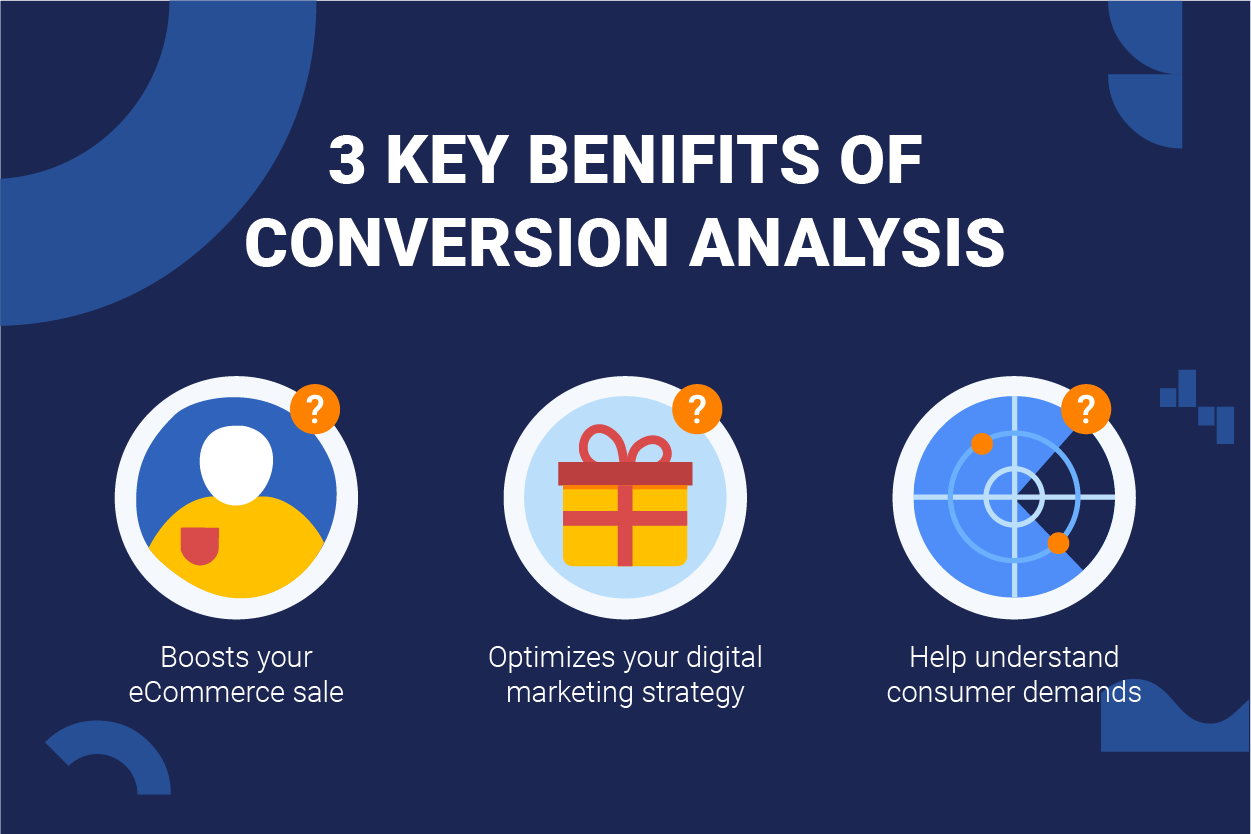 3 KEY BENIFITS OF
CONVERSION ANALYSIS
?
?
?
Boosts your
eCommerce sale
Optimizes your digital
marketing strategy
Help understand
consumer demands